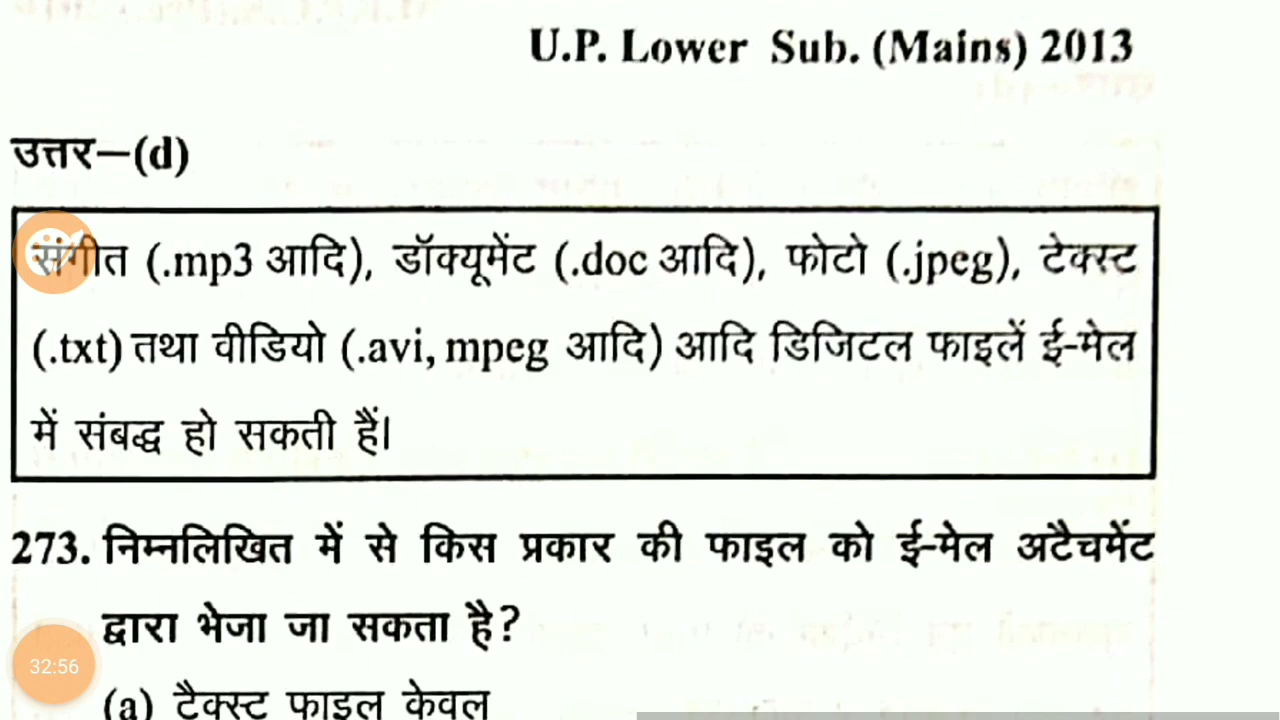 U.P. Lower Sub. (Mains) 2013
उत्तर—(d)
संगीत (.mp3 आदि), डॉक्यूमेंट (.doc आदि), फोटो (.jpeg), टेक्स्ट
(.txt) तथा वीडियो (.avi, mpeg आदि) आदि डिजिटल फाइलें ई-मेल
में संबद्ध हो सकती हैं।
273. निम्नलिखित में से किस प्रकार की फाइल को ई-मेल अटैचमेंट
द्वारा भेजा जा सकता है?
32:56
(a) टैक्स्ट फाइल केवल